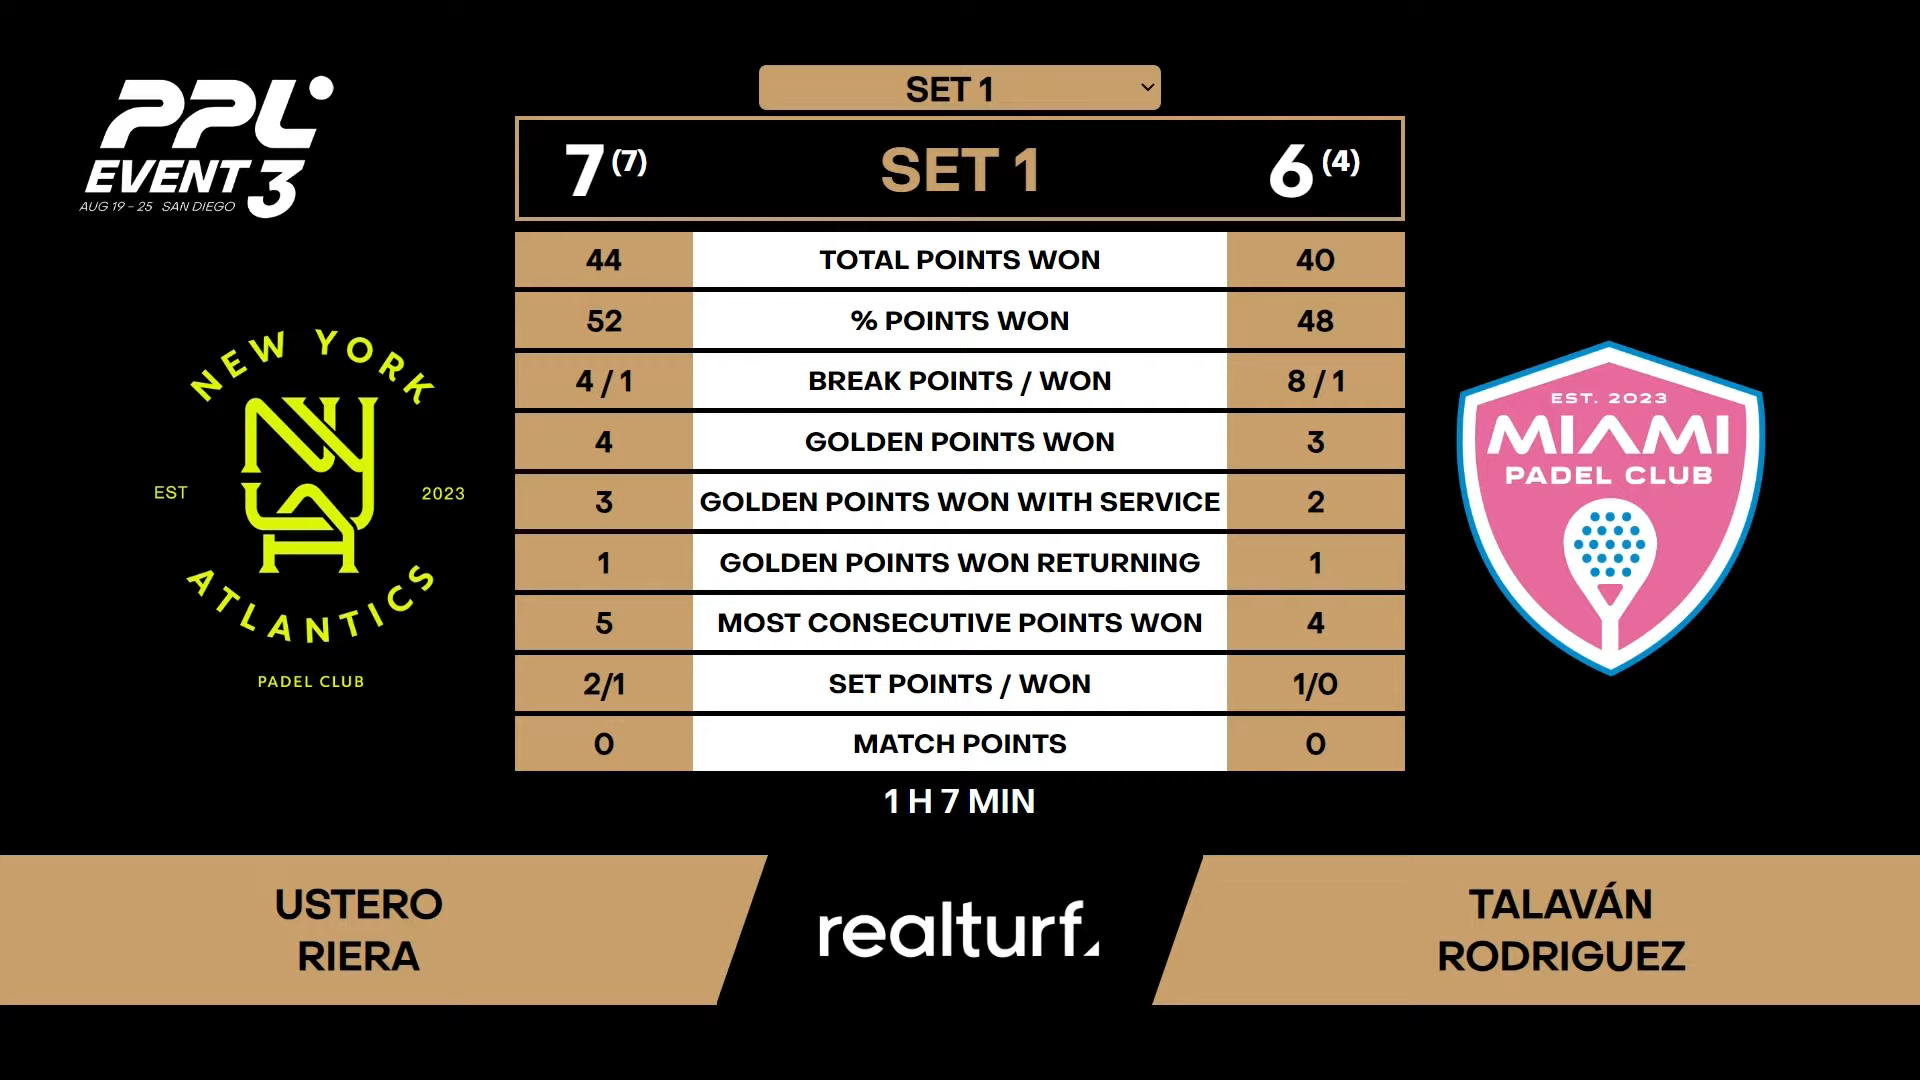 PPL
EVENT 3
AUG 19 - 25 SAN DIEGO
SET 1
7 (7) SET 1 6 (4)
44 TOTAL POINTS WON 40
52 % POINTS WON 48
4 / 1 BREAK POINTS / WON 8 / 1
4 GOLDEN POINTS WON 3
3 GOLDEN POINTS WON WITH SERVICE 2
1 GOLDEN POINTS WON RETURNING 1
5 MOST CONSECUTIVE POINTS WON 4
2/1 SET POINTS / WON 1/0
0 MATCH POINTS 0
1 H 7 MIN
NEW YORK
NY
EST 2023
ATLANTICS
PADEL CLUB
EST. 2023
MIAMI
PADEL CLUB
USTERO
RIERA
realturf
TALAVÁN
RODRIGUEZ